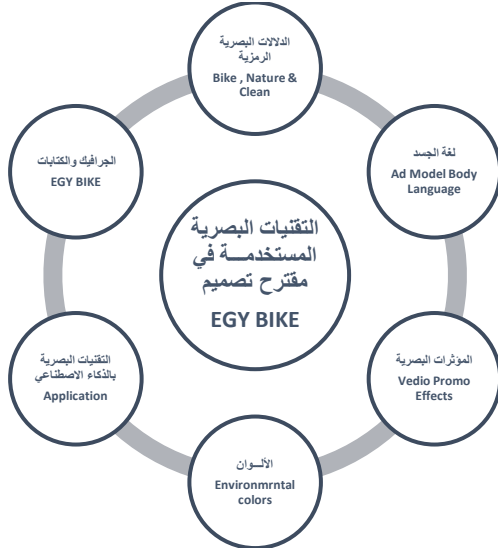 الدلالات البصرية
الرمزية
Bike , Nature &
Clean
لغة الجسد
Ad Model Body
Language
المؤثرات البصرية
Vedio Promo
Effects
الألـــوان
Environmrntal
colors
التقنيات البصرية
بالذكاء الاصطناعي
Application
الجرافيك والكتابات
EGY BIKE
التقنيات البصرية
المستخدمـــة في
مقترح تصميم
EGY BIKE